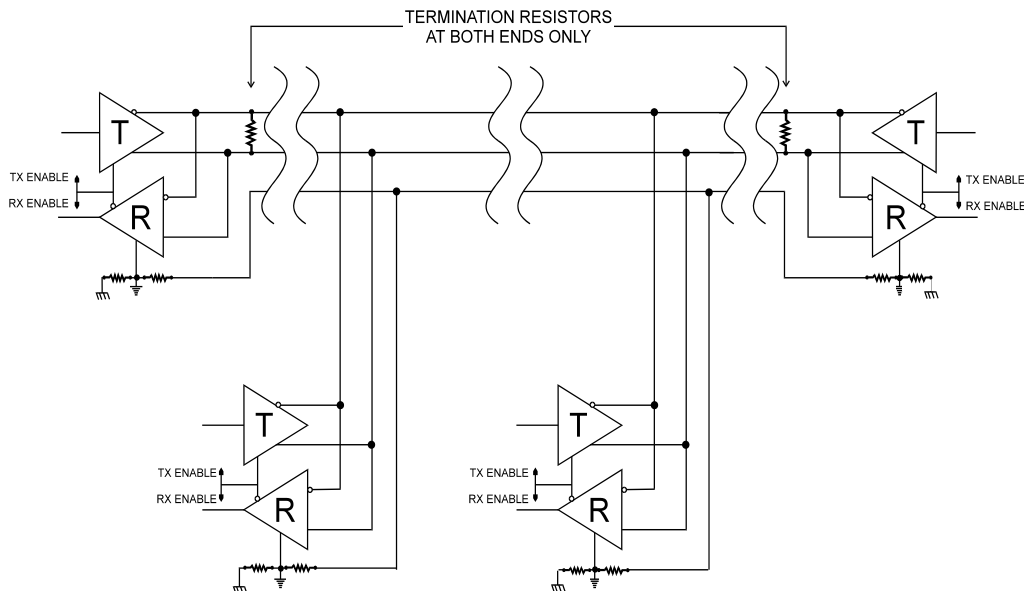 TERMINATION RESISTORS
AT BOTH ENDS ONLY
T
T
TX ENABLE
TX ENABLE
RX ENABLE
RX ENABLE
R
R
T
T
TX ENABLE
TX ENABLE
RX ENABLE
RX ENABLE
R
R